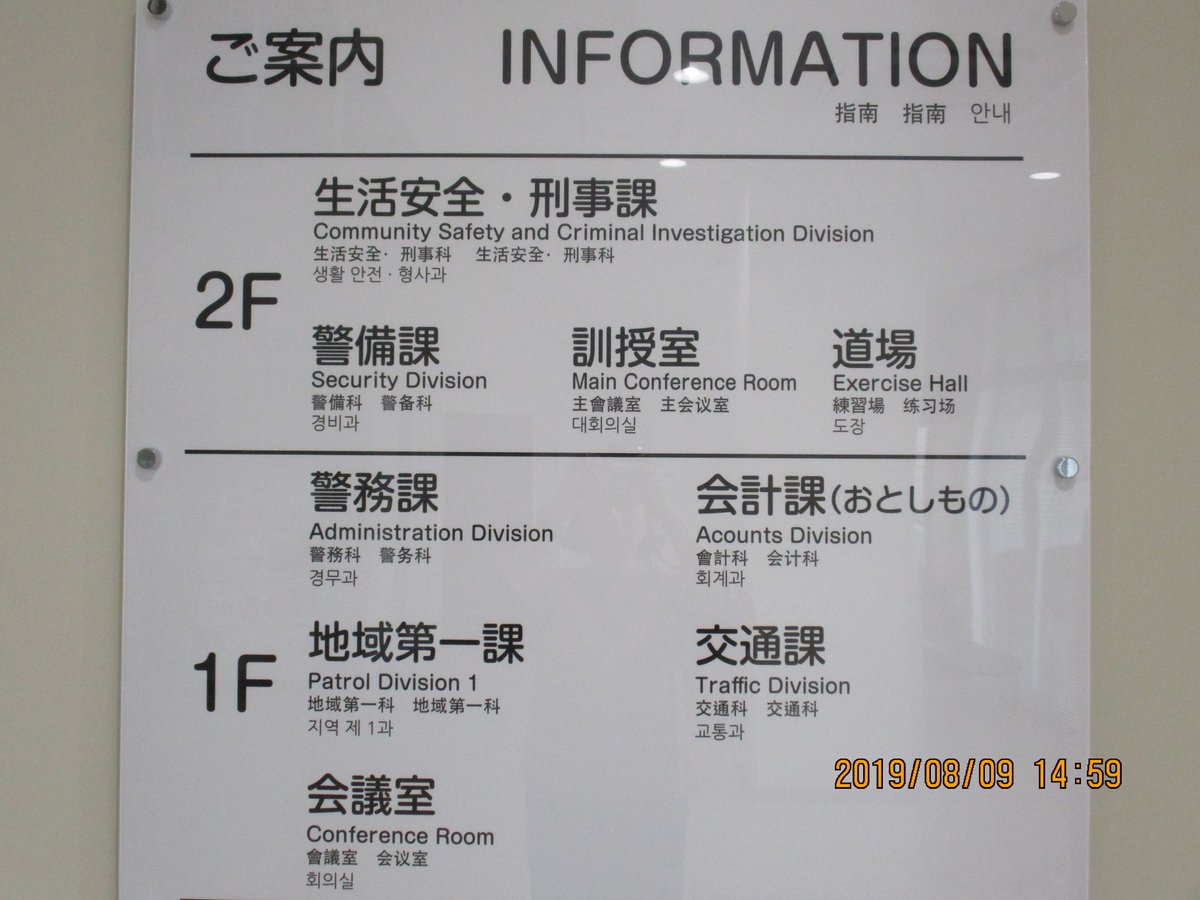 ご案内 INFORMATION
指南 指南 안내
2F
生活安全・刑事課
Community Safety and Criminal Investigation Division
生活安全· 刑事科 生活安全· 刑事科
생활 안전 · 형사과
警備課
Security Division
警備科 警备科
경비과
訓授室
Main Conference Room
主會議室 主会议室
대회의실
道場
Exercise Hall
練習場 练习场
도장
1F
警務課
Administration Division
警務科 警务科
경무과
会計課(おとしもの)
Acounts Division
會計科 会计科
회계과
地域第一課
Patrol Division 1
地域第一科 地域第一科
지역 제 1과
交通課
Traffic Division
交通科 交通科
교통과
会議室
Conference Room
會議室 会议室
회의실
2019/08/09 14:59